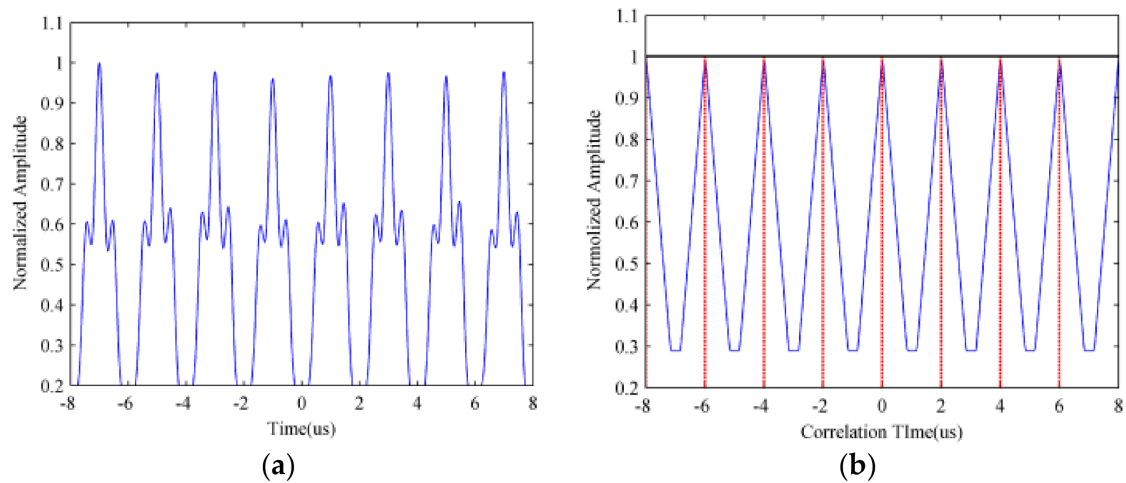 1.1
1
0.9
0.8
0.7
0.6
0.5
0.4
0.3
0.2
Normalized Amplitude
-8 -6 -4 -2 0 2 4 6 8
Time(us)
(a)
1.1
1
0.9
0.8
0.7
0.6
0.5
0.4
0.3
0.2
Normolized Amplitude
-8 -6 -4 -2 0 2 4 6 8
Correlation TIme(us)
(b)